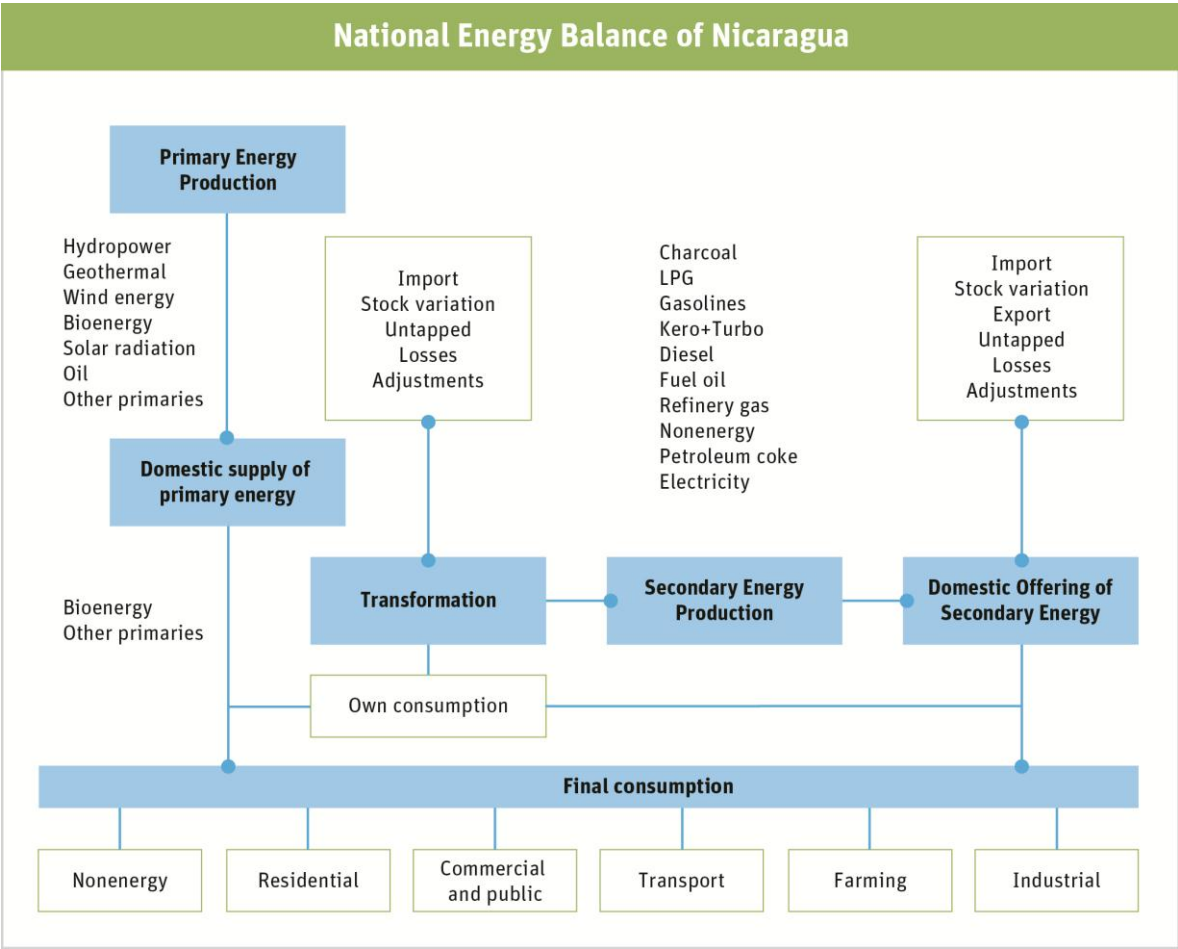 National Energy Balance of Nicaragua
Primary Energy
Production
Hydropower
Geothermal
Wind energy
Bioenergy
Solar radiation
Oil
Other primaries
Import
Stock variation
Untapped
Losses
Adjustments
Charcoal
LPG
Gasolines
Kero+Turbo
Diesel
Fuel oil
Refinery gas
Nonenergy
Petroleum coke
Electricity
Import
Stock variation
Export
Untapped
Losses
Adjustments
Domestic supply of
primary energy
Bioenergy
Other primaries
Transformation
Secondary Energy
Production
Domestic Offering of
Secondary Energy
Own consumption
Final consumption
Nonenergy
Residential
Commercial
and public
Transport
Farming
Industrial